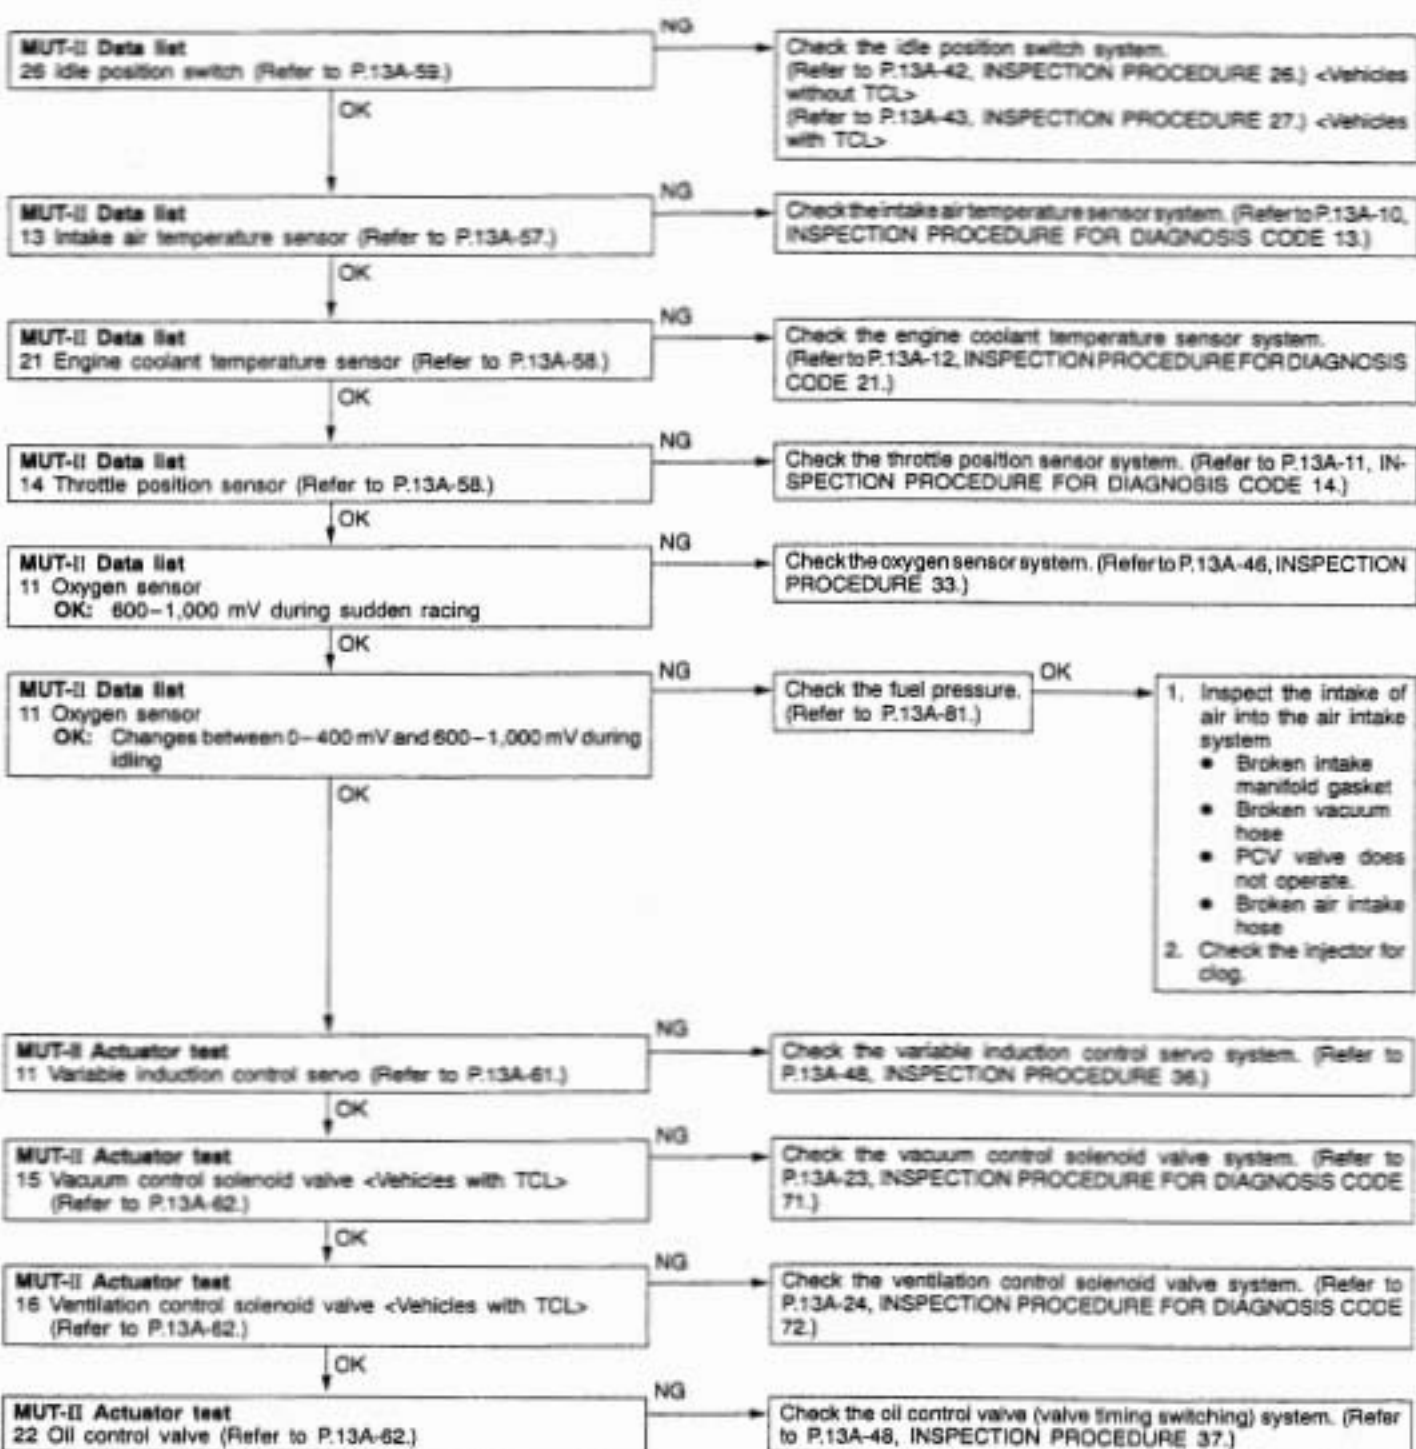 NG
MUT-II Data list
26 Idle position switch (Refer to P.13A-59.)
Check the idle position switch system.
(Refer to P.13A-42, INSPECTION PROCEDURE 26.) <Vehicles
without TCL>
(Refer to P.13A-43, INSPECTION PROCEDURE 27.) <Vehicles
with TCL>
OK
NG
MUT-II Data list
13 Intake air temperature sensor (Refer to P.13A-57.)
Check the intake air temperature sensor system. (Refer to P.13A-10,
INSPECTION PROCEDURE FOR DIAGNOSIS CODE 13.)
OK
NG
MUT-II Data list
21 Engine coolant temperature sensor (Refer to P.13A-58.)
Check the engine coolant temperature sensor system.
(Refer to P.13A-12, INSPECTION PROCEDURE FOR DIAGNOSIS
CODE 21.)
OK
NG
MUT-II Data list
14 Throttle position sensor (Refer to P.13A-58.)
Check the throttle position sensor system. (Refer to P.13A-11, IN-
SPECTION PROCEDURE FOR DIAGNOSIS CODE 14.)
OK
NG
MUT-II Data list
11 Oxygen sensor
OK: 600–1,000 mV during sudden racing
Check the oxygen sensor system. (Refer to P.13A-46, INSPECTION
PROCEDURE 33.)
OK
NG
MUT-II Data list
11 Oxygen sensor
OK: Changes between 0–400 mV and 600–1,000 mV during
idling
Check the fuel pressure.
(Refer to P.13A-81.)
OK
1. Inspect the intake of
air into the air intake
system
● Broken intake
manifold gasket
● Broken vacuum
hose
● PCV valve does
not operate.
● Broken air intake
hose
2. Check the injector for
clog.
OK
NG
MUT-II Actuator test
11 Variable induction control servo (Refer to P.13A-61.)
Check the variable induction control servo system. (Refer to
P.13A-48, INSPECTION PROCEDURE 36.)
OK
NG
MUT-II Actuator test
15 Vacuum control solenoid valve <Vehicles with TCL>
(Refer to P.13A-62.)
Check the vacuum control solenoid valve system. (Refer to
P.13A-23, INSPECTION PROCEDURE FOR DIAGNOSIS CODE
71.)
OK
NG
MUT-II Actuator test
16 Ventilation control solenoid valve <Vehicles with TCL>
(Refer to P.13A-62.)
Check the ventilation control solenoid valve system. (Refer to
P.13A-24, INSPECTION PROCEDURE FOR DIAGNOSIS CODE
72.)
OK
NG
MUT-II Actuator test
22 Oil control valve (Refer to P.13A-62.)
Check the oil control valve (valve timing switching) system. (Refer
to P.13A-48, INSPECTION PROCEDURE 37.)